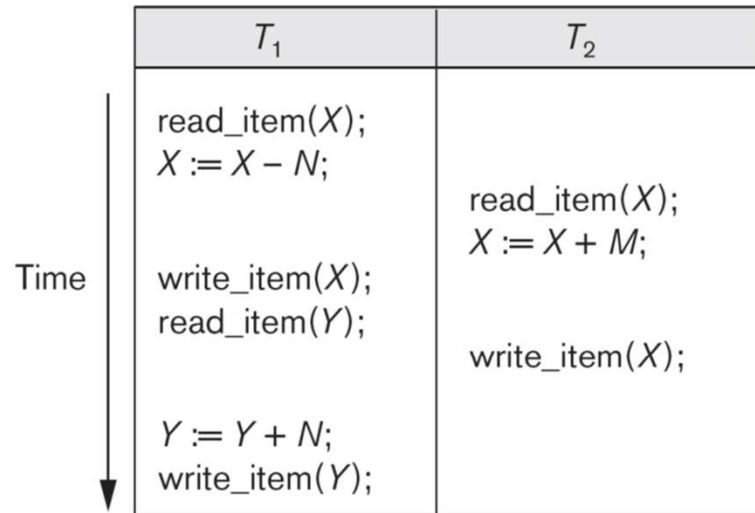 T₁ T₂
read_item(X);
X := X – N;
read_item(X);
X := X + M;
Time
write_item(X);
read_item(Y);
write_item(X);
Y := Y + N;
write_item(Y);